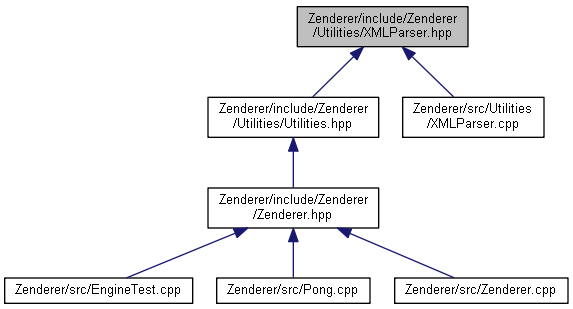 Zenderer/include/Zenderer
/Utilities/XMLParser.hpp
Zenderer/include/Zenderer
/Utilities/Utilities.hpp
Zenderer/src/Utilities
/XMLParser.cpp
Zenderer/include/Zenderer
/Zenderer.hpp
Zenderer/src/EngineTest.cpp
Zenderer/src/Pong.cpp
Zenderer/src/Zenderer.cpp